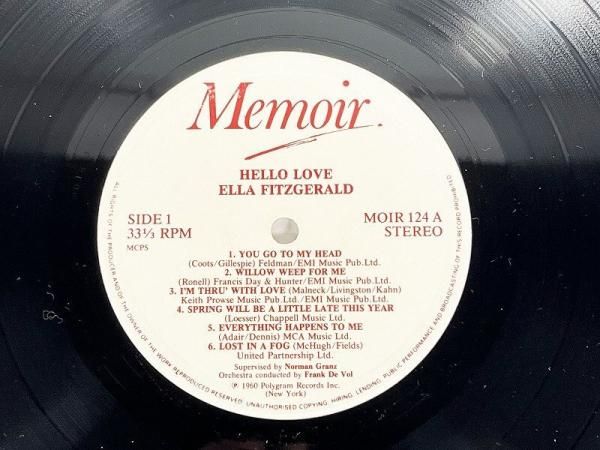 Memoir.
HELLO LOVE
ELLA FITZGERALD
SIDE 1
33⅓ RPM
MCPS
MOIR 124 A
STEREO
1. YOU GO TO MY HEAD
(Coots/Gillespie) Feldman/EMI Music Pub.Ltd.
2. WILLOW WEEP FOR ME
(Ronell) Francis Day & Hunter/EMI Music Pub.Ltd.
3. I'M THRU' WITH LOVE (Malneck/Livingston/Kahn)
Keith Prowse Music Pub.Ltd./EMI Music Pub.Ltd.
4. SPRING WILL BE A LITTLE LATE THIS YEAR
(Loesser) Chappell Music Ltd.
5. EVERYTHING HAPPENS TO ME
(Adair/Dennis) MCA Music Ltd.
6. LOST IN A FOG (McHugh/Fields)
United Partnership Ltd.
Supervised by Norman Granz
Orchestra conducted by Frank De Vol
℗ 1960 Polygram Records Inc.
(New York)
ALL RIGHTS OF THE PRODUCER AND OF THE OWNER OF THE WORK REPRODUCED RESERVED. UNAUTHORISED COPYING, HIRING, LENDING, PUBLIC PERFORMANCE AND BROADCASTING OF THIS RECORD PROHIBITED.